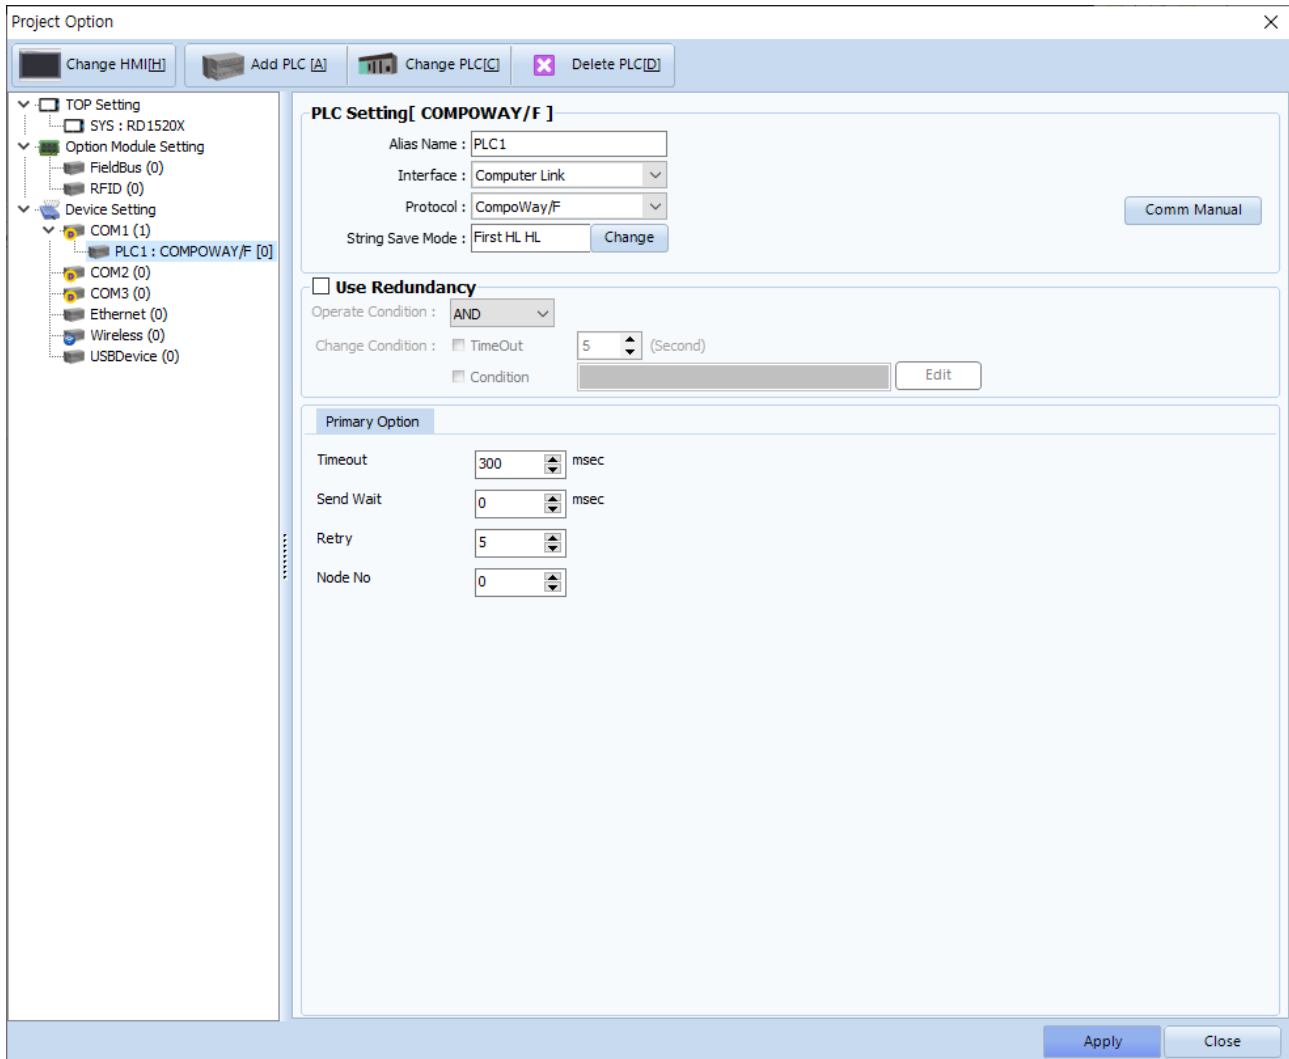 Project Option
Change HMI[H]
Add PLC [A]
Change PLC[C]
Delete PLC[D]
TOP Setting
SYS : RD1520X
Option Module Setting
FieldBus (0)
RFID (0)
Device Setting
COM1 (1)
PLC1 : COMPOWAY/F [0]
COM2 (0)
COM3 (0)
Ethernet (0)
Wireless (0)
USBDevice (0)
PLC Setting[ COMPOWAY/F ]
Alias Name : PLC1
Interface : Computer Link
Protocol : CompoWay/F
Comm Manual
String Save Mode : First HL HL Change
Use Redundancy
Operate Condition : AND
Change Condition : TimeOut 5 (Second)
Condition Edit
Primary Option
Timeout 300 msec
Send Wait 0 msec
Retry 5
Node No 0
Apply Close